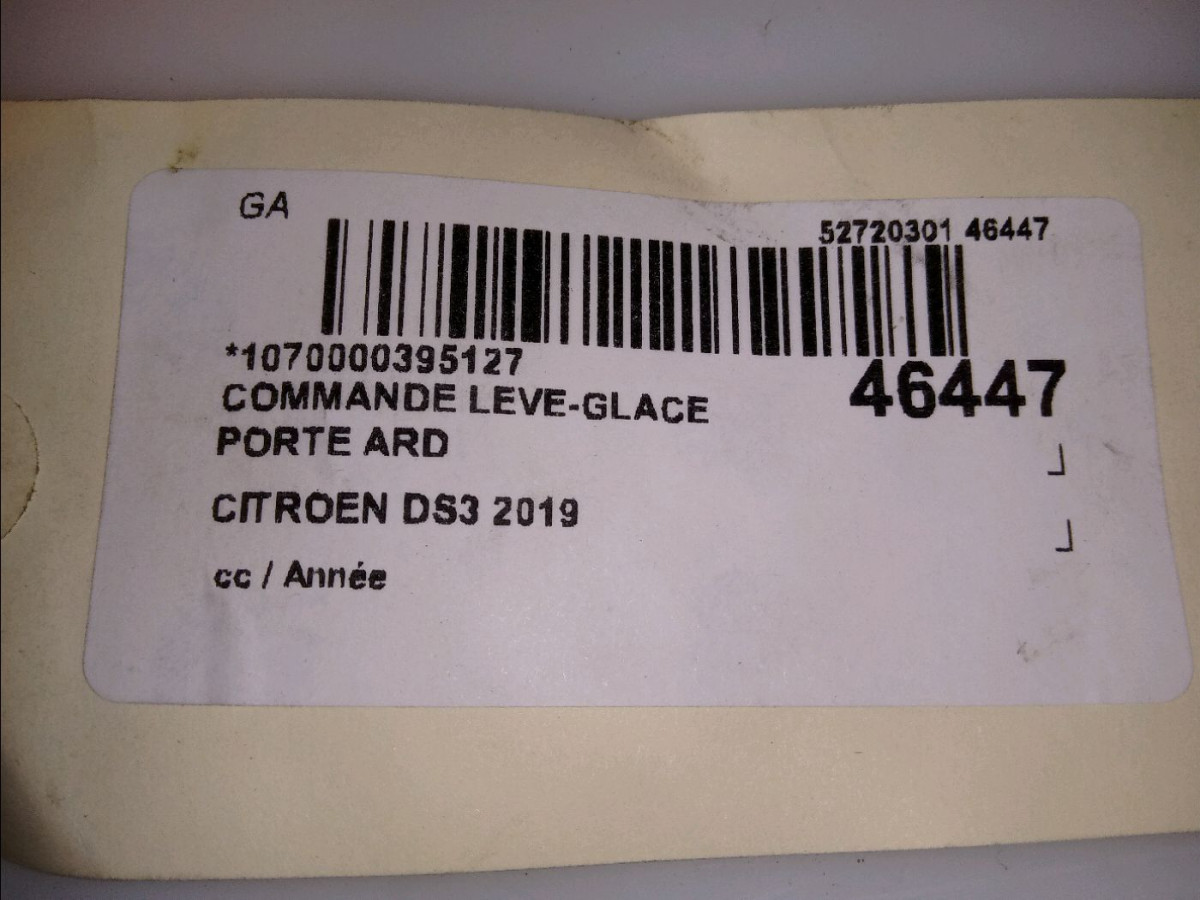 GA
52720301 46447
*1070000395127
46447
COMMANDE LEVE-GLACE
PORTE ARD
CITROEN DS3 2019
cc / Année